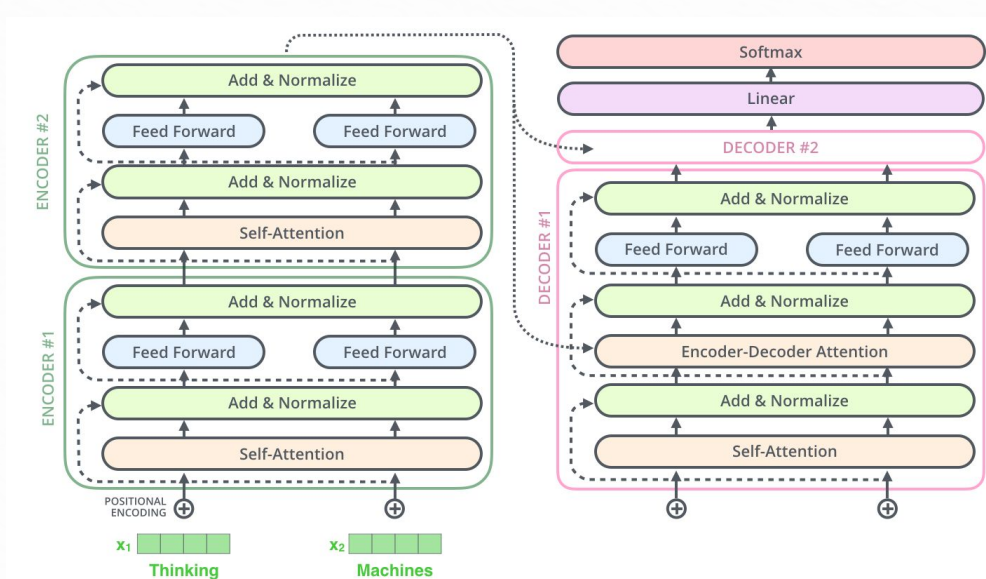 ENCODER #2
Add & Normalize
Feed Forward
Feed Forward
Add & Normalize
Self-Attention
ENCODER #1
Add & Normalize
Feed Forward
Feed Forward
Add & Normalize
Self-Attention
POSITIONAL
ENCODING
x1
x2
Thinking
Machines
Softmax
Linear
DECODER #2
DECODER #1
Add & Normalize
Feed Forward
Feed Forward
Add & Normalize
Encoder-Decoder Attention
Add & Normalize
Self-Attention